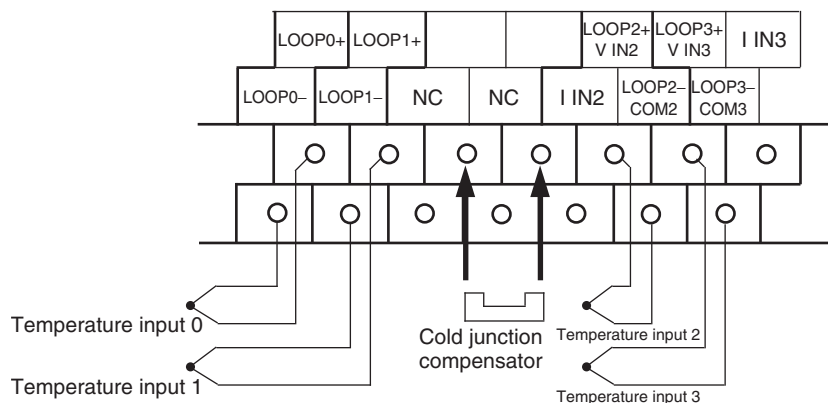 LOOP0+ LOOP1+ LOOP2+ LOOP3+ I IN3
V IN2 V IN3
LOOP0– LOOP1– NC NC I IN2 LOOP2– LOOP3–
COM2 COM3
Temperature input 0
Cold junction
compensator
Temperature input 2
Temperature input 1
Temperature input 3